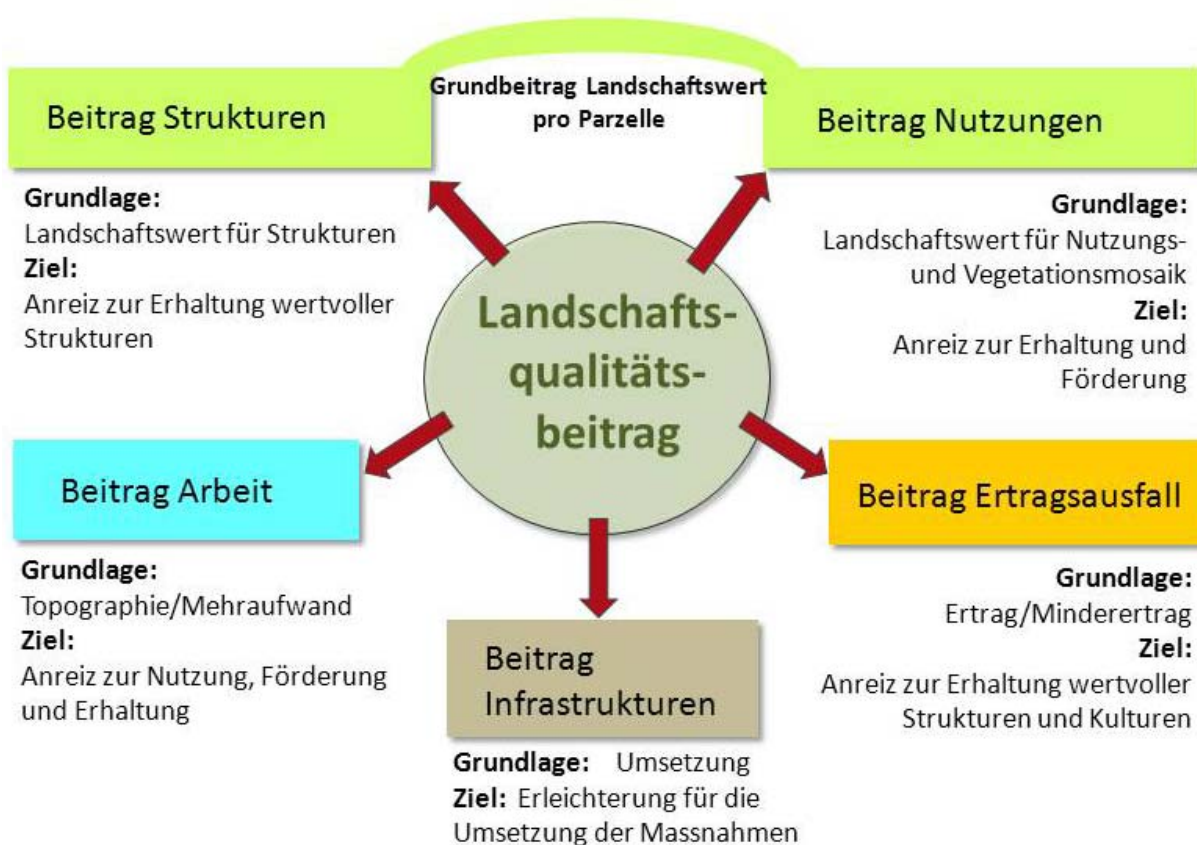 Grundbeitrag Landschaftswert
pro Parzelle
Beitrag Strukturen
Grundlage:
Landschaftswert für Strukturen
Ziel:
Anreiz zur Erhaltung wertvoller
Strukturen
Beitrag Nutzungen
Grundlage:
Landschaftswert für Nutzungs-
und Vegetationsmosaik
Ziel:
Anreiz zur Erhaltung und
Förderung
Landschafts-
qualitäts-
beitrag
Beitrag Arbeit
Grundlage:
Topographie/Mehraufwand
Ziel:
Anreiz zur Nutzung, Förderung
und Erhaltung
Beitrag Ertragsausfall
Grundlage:
Ertrag/Minderertrag
Ziel:
Anreiz zur Erhaltung wertvoller
Strukturen und Kulturen
Beitrag
Infrastrukturen
Grundlage: Umsetzung
Ziel: Erleichterung für die
Umsetzung der Massnahmen